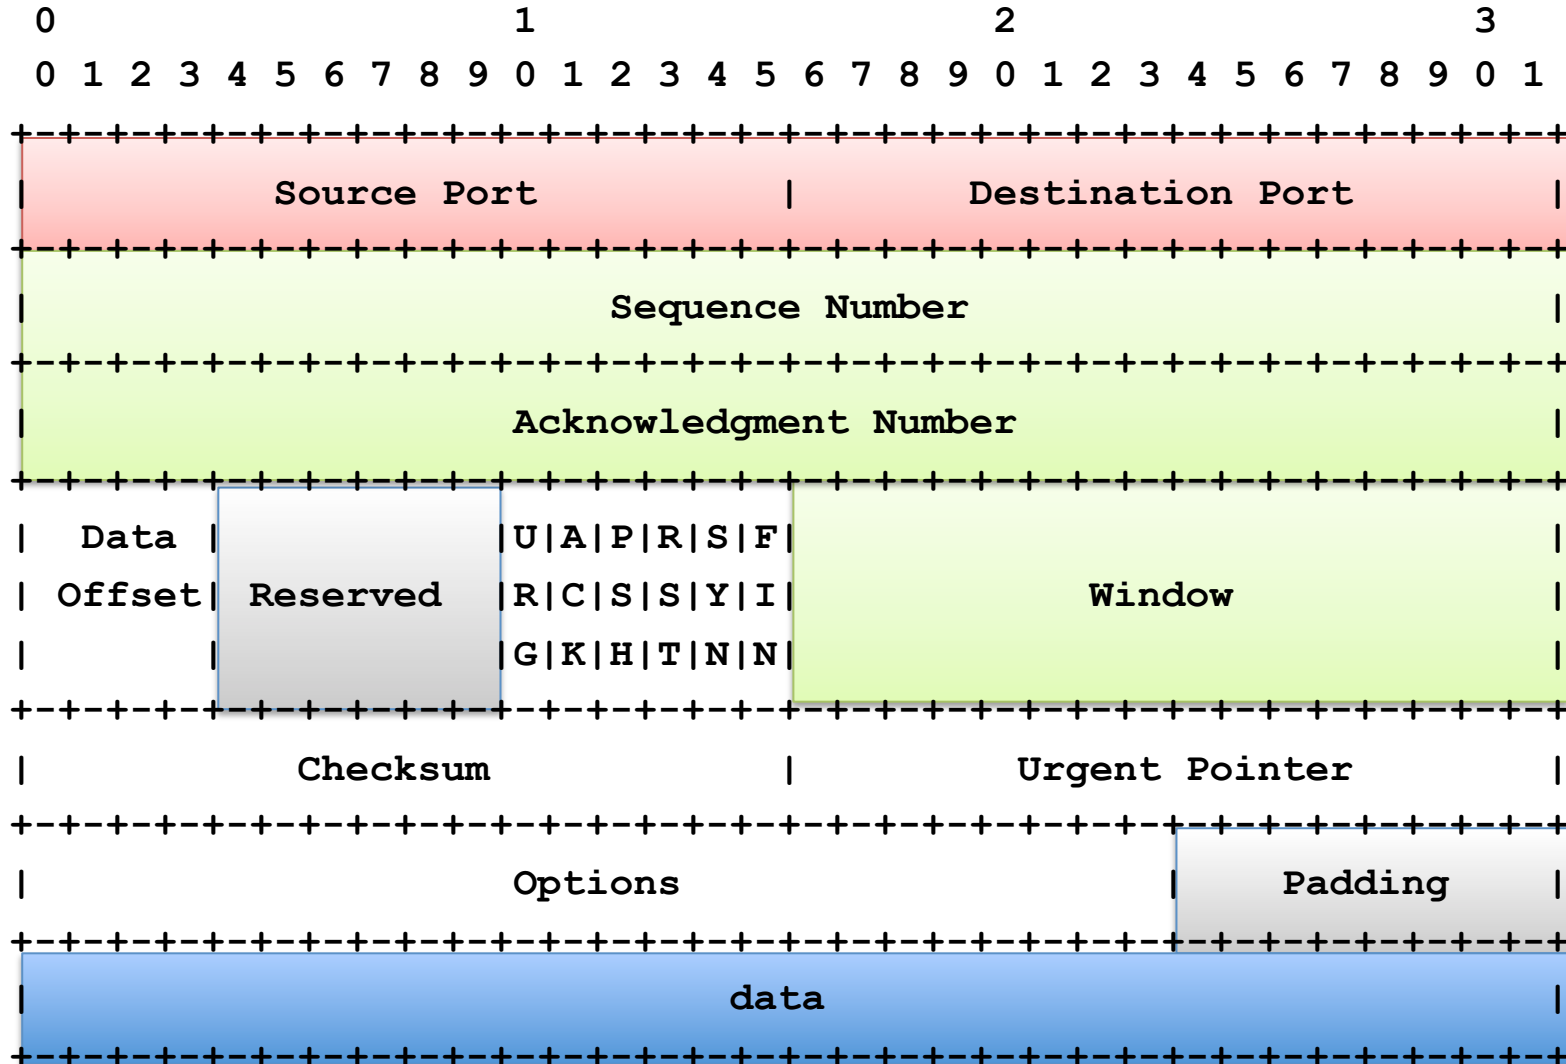 0                   1                   2                   3
0 1 2 3 4 5 6 7 8 9 0 1 2 3 4 5 6 7 8 9 0 1 2 3 4 5 6 7 8 9 0 1
+-+-+-+-+-+-+-+-+-+-+-+-+-+-+-+-+-+-+-+-+-+-+-+-+-+-+-+-+-+-+-+-+
|          Source Port          |       Destination Port        |
+-+-+-+-+-+-+-+-+-+-+-+-+-+-+-+-+-+-+-+-+-+-+-+-+-+-+-+-+-+-+-+-+
|                        Sequence Number                        |
+-+-+-+-+-+-+-+-+-+-+-+-+-+-+-+-+-+-+-+-+-+-+-+-+-+-+-+-+-+-+-+-+
|                    Acknowledgment Number                      |
+-+-+-+-+-+-+-+-+-+-+-+-+-+-+-+-+-+-+-+-+-+-+-+-+-+-+-+-+-+-+-+-+
|  Data |           |U|A|P|R|S|F|                               |
| Offset| Reserved  |R|C|S|S|Y|I|            Window             |
|       |           |G|K|H|T|N|N|                               |
+-+-+-+-+-+-+-+-+-+-+-+-+-+-+-+-+-+-+-+-+-+-+-+-+-+-+-+-+-+-+-+-+
|           Checksum            |         Urgent Pointer        |
+-+-+-+-+-+-+-+-+-+-+-+-+-+-+-+-+-+-+-+-+-+-+-+-+-+-+-+-+-+-+-+-+
|                    Options                    |    Padding    |
+-+-+-+-+-+-+-+-+-+-+-+-+-+-+-+-+-+-+-+-+-+-+-+-+-+-+-+-+-+-+-+-+
|                             data                              |
+-+-+-+-+-+-+-+-+-+-+-+-+-+-+-+-+-+-+-+-+-+-+-+-+-+-+-+-+-+-+-+-+